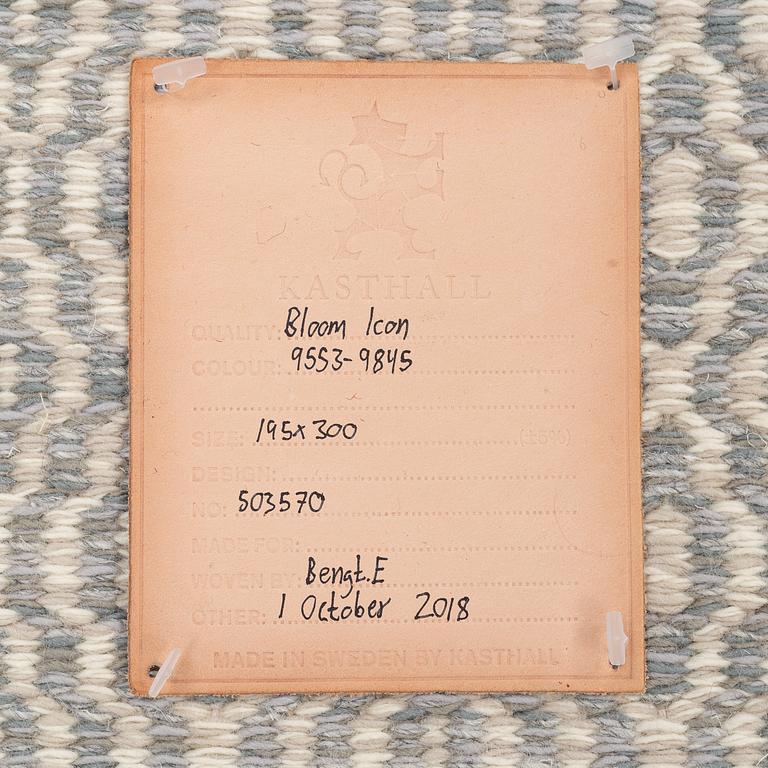 KASTHALL
QUALITY: Bloom Icon
COLOUR: 9553-9845
SIZE: 195x300 (±5%)
DESIGN:
NO: 503570
MADE FOR:
WOVEN BY: Bengt.E
OTHER: 1 October 2018
MADE IN SWEDEN BY KASTHALL